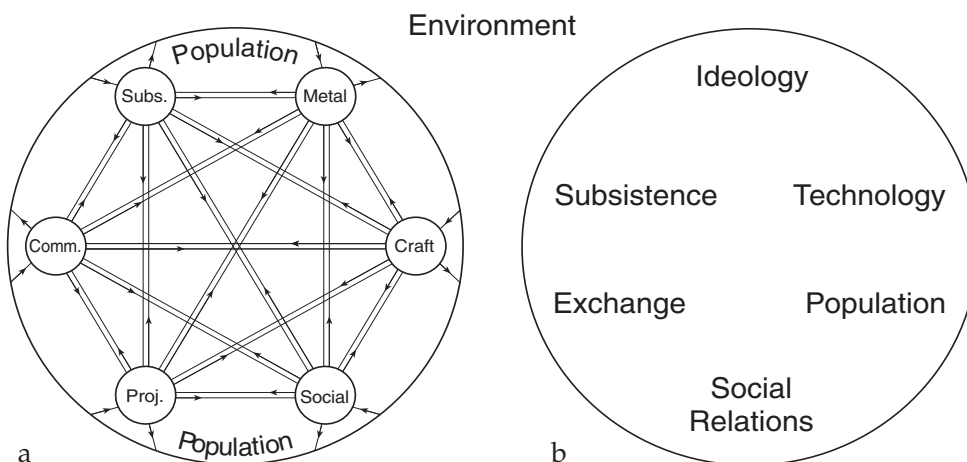 Environment
Population
Subs.
Metal
Comm.
Craft
Proj.
Social
Population
a
Ideology
Subsistence
Technology
Exchange
Population
Social
Relations
b